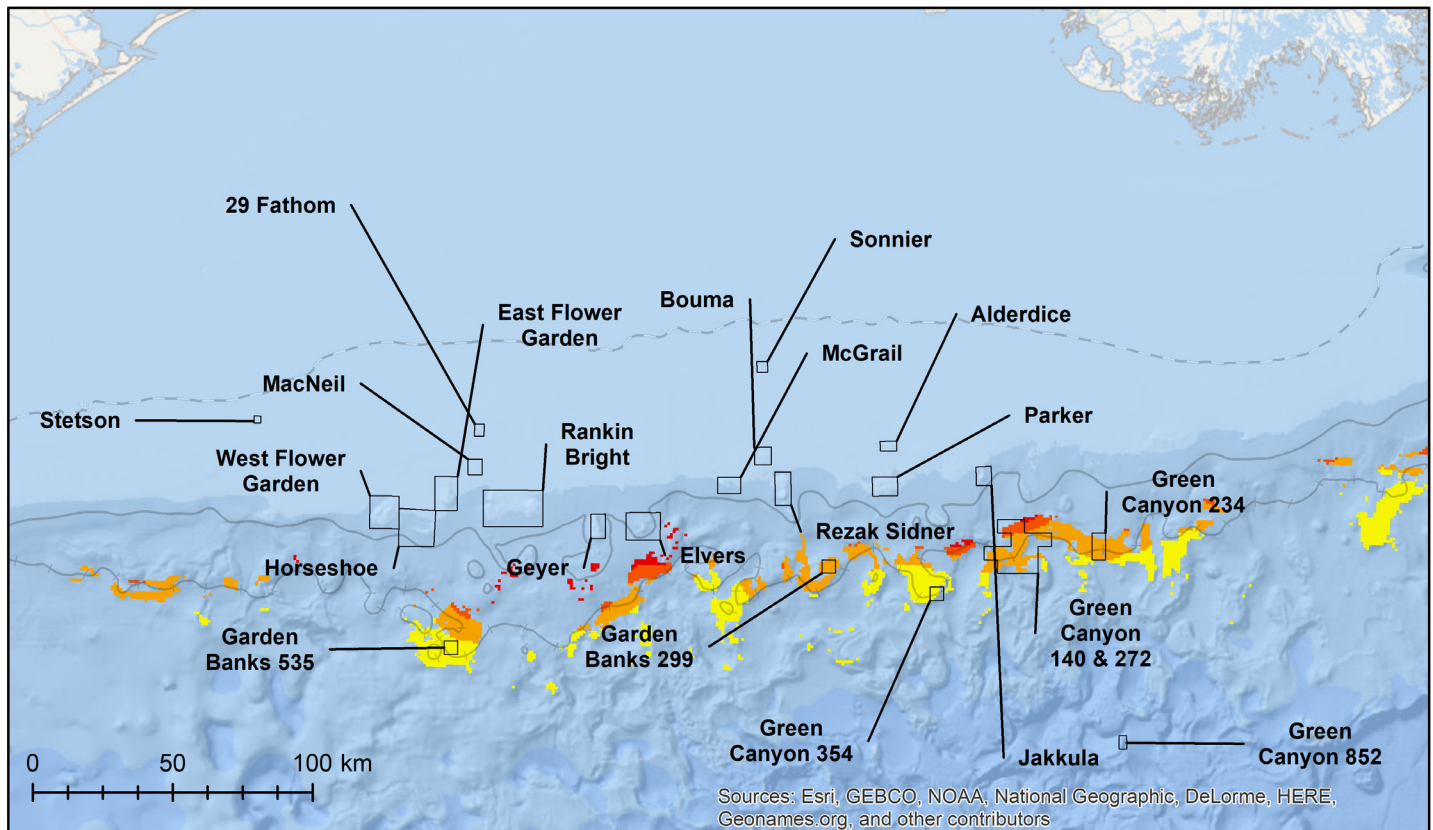 29 Fathom
Sonnier
Bouma
East Flower
Garden
Alderdice
McGrail
MacNeil
Stetson
Parker
Rankin
Bright
West Flower
Garden
Green
Canyon 234
Rezak Sidner
Horseshoe
Geyer
Elvers
Garden
Banks 535
Garden
Banks 299
Green
Canyon
140 & 272
Green
Canyon 354
Jakkula
Green
Canyon 852
0 50 100 km
Sources: Esri, GEBCO, NOAA, National Geographic, DeLorme, HERE,
Geonames.org, and other contributors